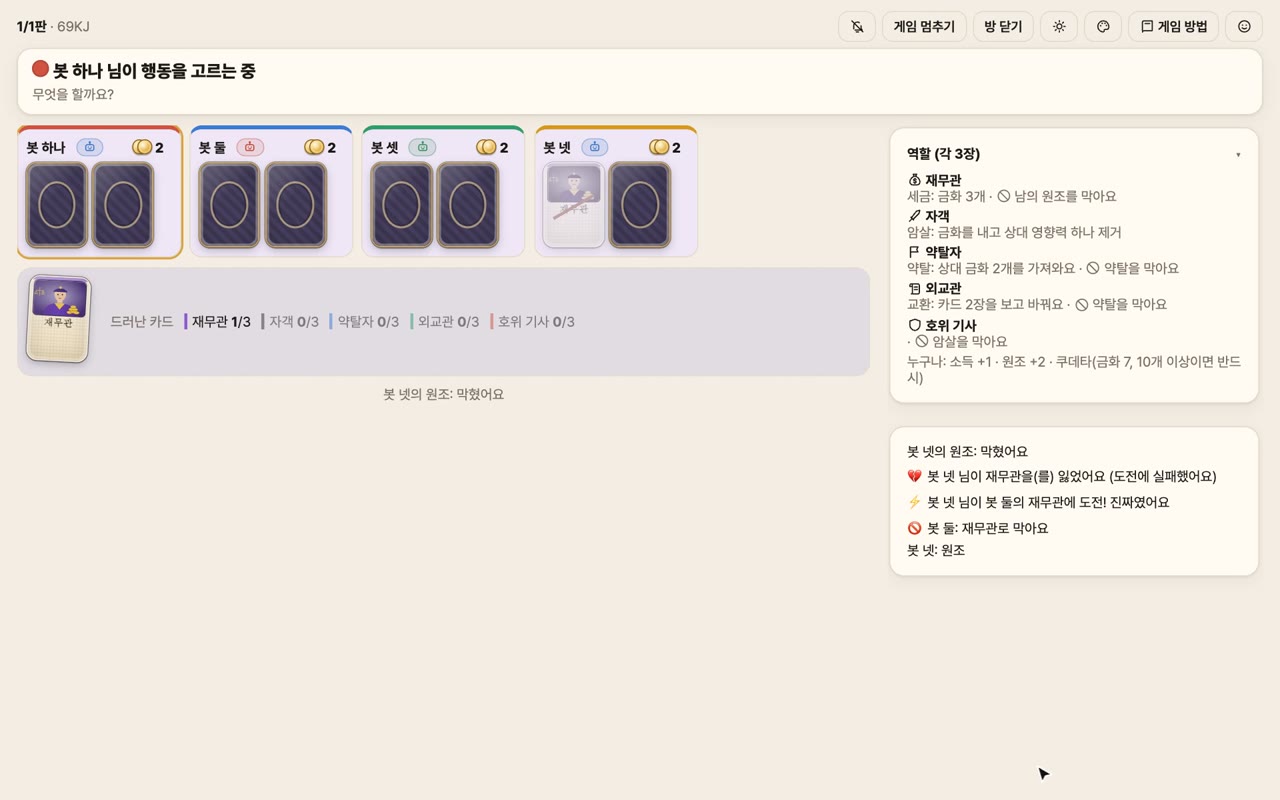 1/1판 · 69KJ
게임 멈추기
방 닫기
게임 방법
봇 하나 님이 행동을 고르는 중
무엇을 할까요?
봇 하나 2
봇 둘 2
봇 셋 2
봇 넷 2
재무관
재무관
드러난 카드 재무관 1/3 자객 0/3 약탈자 0/3 외교관 0/3 호위 기사 0/3
봇 넷의 원조: 막혔어요
역할 (각 3장)
재무관
세금: 금화 3개 · 남의 원조를 막아요
자객
암살: 금화를 내고 상대 영향력 하나 제거
약탈자
약탈: 상대 금화 2개를 가져와요 · 약탈을 막아요
외교관
교환: 카드 2장을 보고 바꿔요 · 약탈을 막아요
호위 기사
· 암살을 막아요
누구나: 소득 +1 · 원조 +2 · 쿠데타(금화 7, 10개 이상이면 반드
시)
봇 넷의 원조: 막혔어요
봇 넷 님이 재무관을(를) 잃었어요 (도전에 실패했어요)
봇 넷 님이 봇 둘의 재무관에 도전! 진짜였어요
봇 둘: 재무관로 막아요
봇 넷: 원조